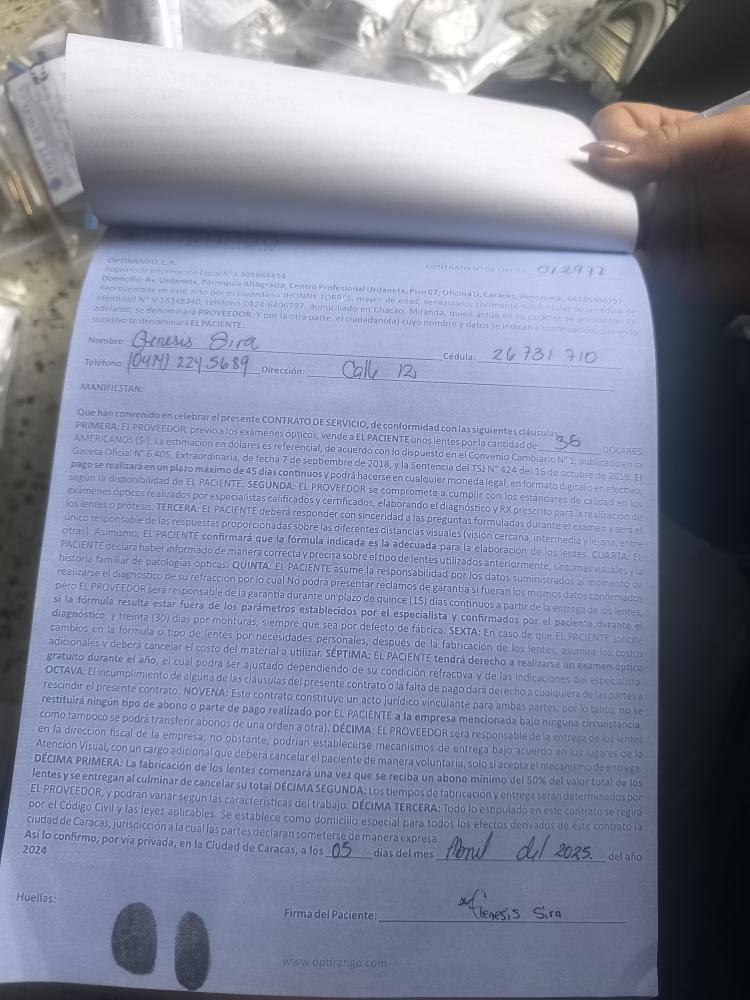 OPTIRANGO, C.A.
CONTRATO N° DE ORDEN: 012971
Registro de Información Fiscal N° J-501868454
Domicilio: Av. Urdaneta, Parroquia Altagracia, Centro Profesional Urdaneta, Piso 07, Oficina D, Caracas, Venezuela, 04246406797
Representada en este acto por el ciudadano JHONNY TORRES, mayor de edad, venezolano, civilmente hábil, titular de la cédula de
identidad N° V-18348340, teléfono 0424-6406797, domiciliado en Chacao, Miranda, quien actúa en su carácter de presidente. En
adelante, se denominará PROVEEDOR: Y por la otra parte, el ciudadano(a) cuyo nombre y datos se indican a continuación, que en lo
sucesivo se denominará EL PACIENTE:
Nombre: Genesis Sira Cédula: 26 731 710
Teléfono: (0414) 224 5689 Dirección: Calle 12
MANIFIESTAN:
Que han convenido en celebrar el presente CONTRATO DE SERVICIO, de conformidad con las siguientes cláusulas:
PRIMERA: EL PROVEEDOR, previo a los exámenes ópticos, vende a EL PACIENTE unos lentes por la cantidad de 35 DÓLARES
AMERICANOS ($-). La estimación en dólares es referencial, de acuerdo con lo dispuesto en el Convenio Cambiario N° 1, publicado en la
Gaceta Oficial N° 6.405, Extraordinaria, de fecha 7 de septiembre de 2018, y la Sentencia del TSJ N° 424 del 16 de octubre de 2019. El
pago se realizará en un plazo máximo de 45 días continuos y podrá hacerse en cualquier moneda legal, en formato digital o en efectivo,
según la disponibilidad de EL PACIENTE. SEGUNDA: EL PROVEEDOR se compromete a cumplir con los estándares de calidad en los
exámenes ópticos realizados por especialistas calificados y certificados, elaborando el diagnóstico y RX prescrito para la realización de
los lentes o prótesis. TERCERA: EL PACIENTE deberá responder con sinceridad a las preguntas formuladas durante el examen y será el
único responsable de las respuestas proporcionadas sobre las diferentes distancias visuales (visión cercana, intermedia y lejana, entre
otras). Asimismo, EL PACIENTE confirmará que la fórmula indicada es la adecuada para la elaboración de los lentes. CUARTA: EL
PACIENTE declara haber informado de manera correcta y precisa sobre el tipo de lentes utilizados anteriormente, síntomas visuales y la
historia familiar de patologías ópticas: QUINTA: EL PACIENTE asume la responsabilidad por los datos suministrados al momento de
realizarse el diagnostico de su refracción por lo cual No podrá presentar reclamos de garantía si fueran los mismos datos confirmados
pero EL PROVEEDOR será responsable de la garantía durante un plazo de quince (15) días continuos a partir de la entrega de los lentes,
si la fórmula resulta estar fuera de los parámetros establecidos por el especialista y confirmados por el paciente durante el
diagnóstico, y treinta (30) días por monturas, siempre que sea por defecto de fábrica. SEXTA: En caso de que EL PACIENTE solicite
cambios en la fórmula o tipo de lentes por necesidades personales, después de la fabricación de los lentes, asumirá los costos
adicionales y deberá cancelar el costo del material a utilizar. SÉPTIMA: EL PACIENTE tendrá derecho a realizarse un examen óptico
gratuito durante el año, el cual podrá ser ajustado dependiendo de su condición refractiva y de las indicaciones del especialista.
OCTAVA: El incumplimiento de alguna de las cláusulas del presente contrato o la falta de pago dará derecho a cualquiera de las partes a
rescindir el presente contrato. NOVENA: Este contrato constituye un acto jurídico vinculante para ambas partes; por lo tanto, no se
restituirá ningún tipo de abono o parte de pago realizado por EL PACIENTE a la empresa mencionada bajo ninguna circunstancia,
como tampoco se podrá transferir abonos de una orden a otra). DÉCIMA: EL PROVEEDOR será responsable de la entrega de los lentes
en la dirección fiscal de la empresa; no obstante, podrían establecerse mecanismos de entrega bajo acuerdo en los lugares de la
Atención Visual, con un cargo adicional que deberá cancelar el paciente de manera voluntaria, solo si acepta el mecanismo de entrega.
DÉCIMA PRIMERA: La fabricación de los lentes comenzará una vez que se reciba un abono mínimo del 50% del valor total de los
lentes y se entregan al culminar de cancelar su total DÉCIMA SEGUNDA: Los tiempos de fabricación y entrega serán determinados por
EL PROVEEDOR, y podrán variar según las características del trabajo. DÉCIMA TERCERA: Todo lo estipulado en este contrato se regirá
por el Código Civil y las leyes aplicables. Se establece como domicilio especial para todos los efectos derivados de este contrato la
ciudad de Caracas, jurisdicción a la cual las partes declaran someterse de manera expresa.
Así lo confirmo, por vía privada, en la Ciudad de Caracas, a los 05 días del mes Abril del 2025. del año
2024
Huellas:
Firma del Paciente: Genesis Sira
www.optirango.com